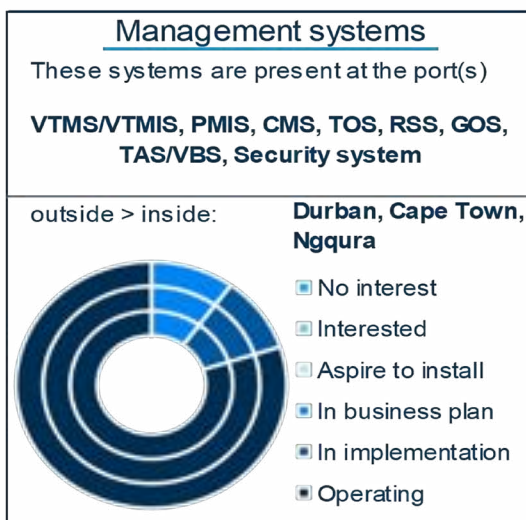 Management systems
These systems are present at the port(s)
VTMS/VTMIS, PMIS, CMS, TOS, RSS, GOS,
TAS/VBS, Security system
outside > inside:
Durban, Cape Town,
Ngqura
No interest
Interested
Aspire to install
In business plan
In implementation
Operating